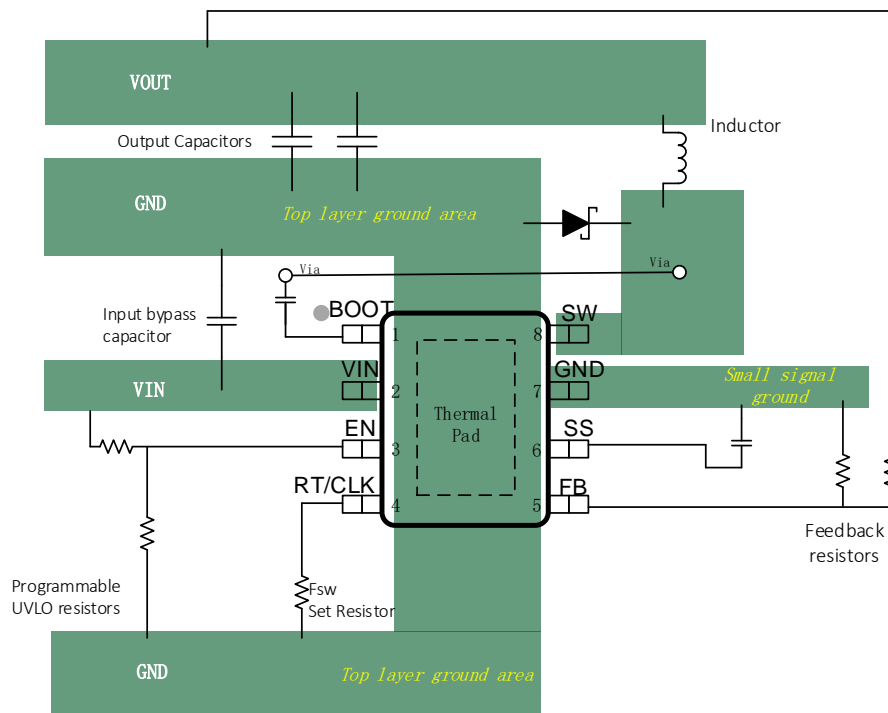 VOUT
Output Capacitors
Inductor
GND
Top layer ground area
Via
Via
BOOT
SW
Input bypass
capacitor
1
8
VIN
VIN
2
7
GND
Small signal
ground
Thermal
Pad
EN
3
6
SS
RT/CLK
4
5
FB
Feedback
resistors
Programmable
UVLO resistors
Fsw
Set Resistor
GND
Top layer ground area